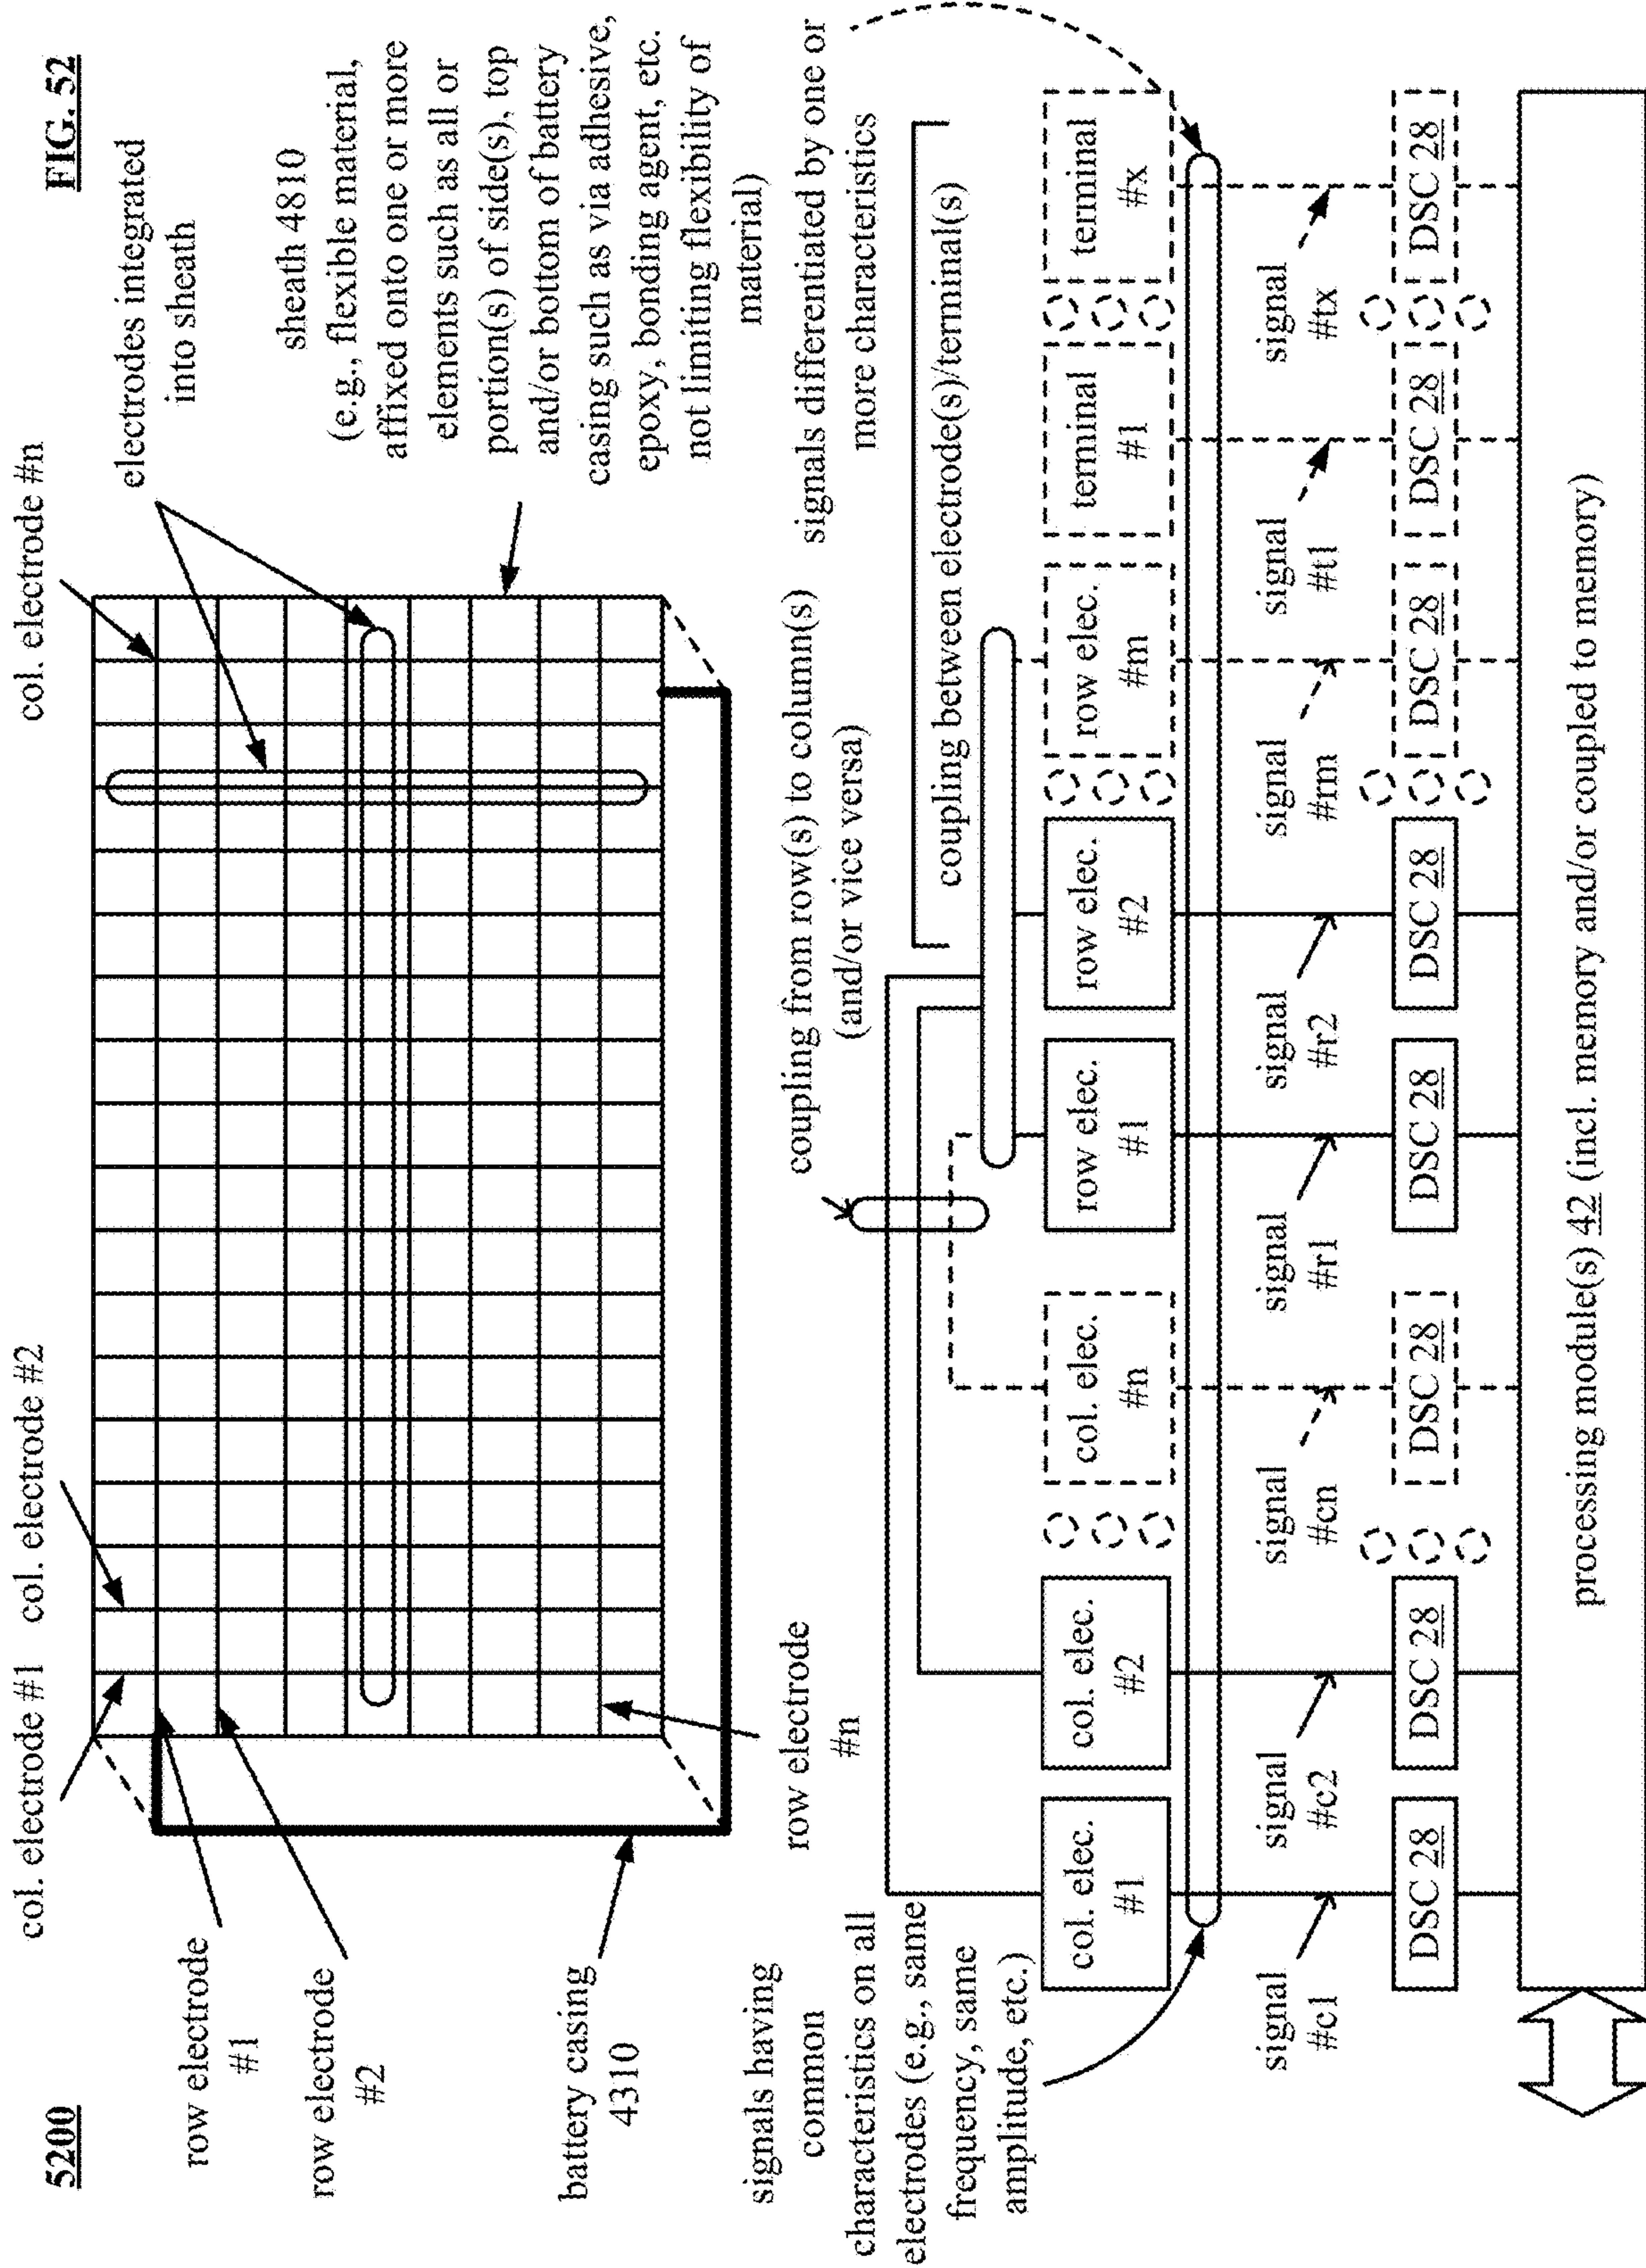 5200
FIG. 52
col. electrode #1
col. electrode #2
col. electrode #n
row electrode
#1
row electrode
#2
battery casing
4310
row electrode
#n
electrodes integrated
into sheath
sheath 4810
(e.g., flexible material,
affixed onto one or more
elements such as all or
portion(s) of side(s), top
and/or bottom of battery
casing such as via adhesive,
epoxy, bonding agent, etc.
not limiting flexibility of
material)
signals having
common
characteristics on all
electrodes (e.g., same
frequency, same
amplitude, etc.)
coupling from row(s) to column(s)
(and/or vice versa)
signals differentiated by one or
more characteristics
coupling between electrode(s)/terminal(s)
col. elec.
#1
col. elec.
#2
col. elec.
#n
row elec.
#1
row elec.
#2
row elec.
#m
terminal
#1
terminal
#x
signal
#c1
signal
#c2
signal
#cn
signal
#r1
signal
#r2
signal
#rm
signal
#t1
signal
#tx
DSC 28
DSC 28
DSC 28
DSC 28
DSC 28
DSC 28
DSC 28
DSC 28
processing module(s) 42 (incl. memory and/or coupled to memory)